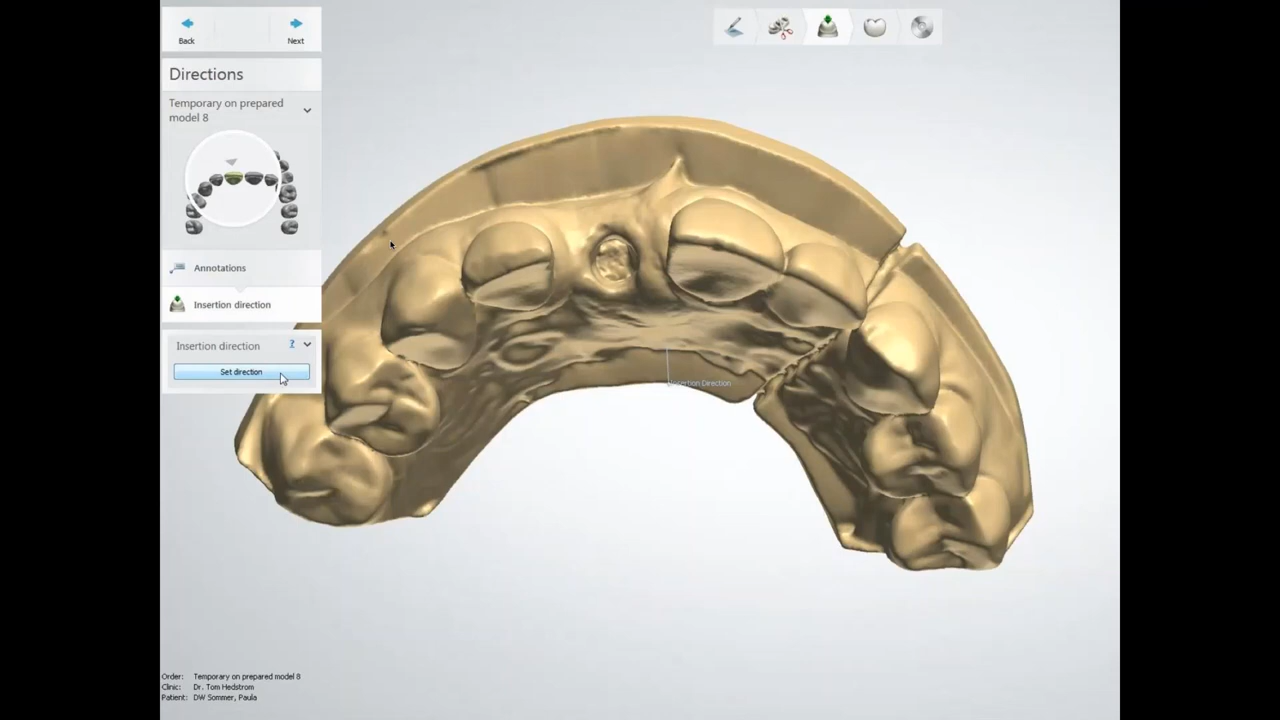 Back
Next
Directions
Temporary on prepared
model 8
Annotations
Insertion direction
Insertion direction ?
Set direction
Insertion Direction
Order: Temporary on prepared model 8
Clinic: Dr. Tom Hedstrom
Patient: DW Sommer, Paula